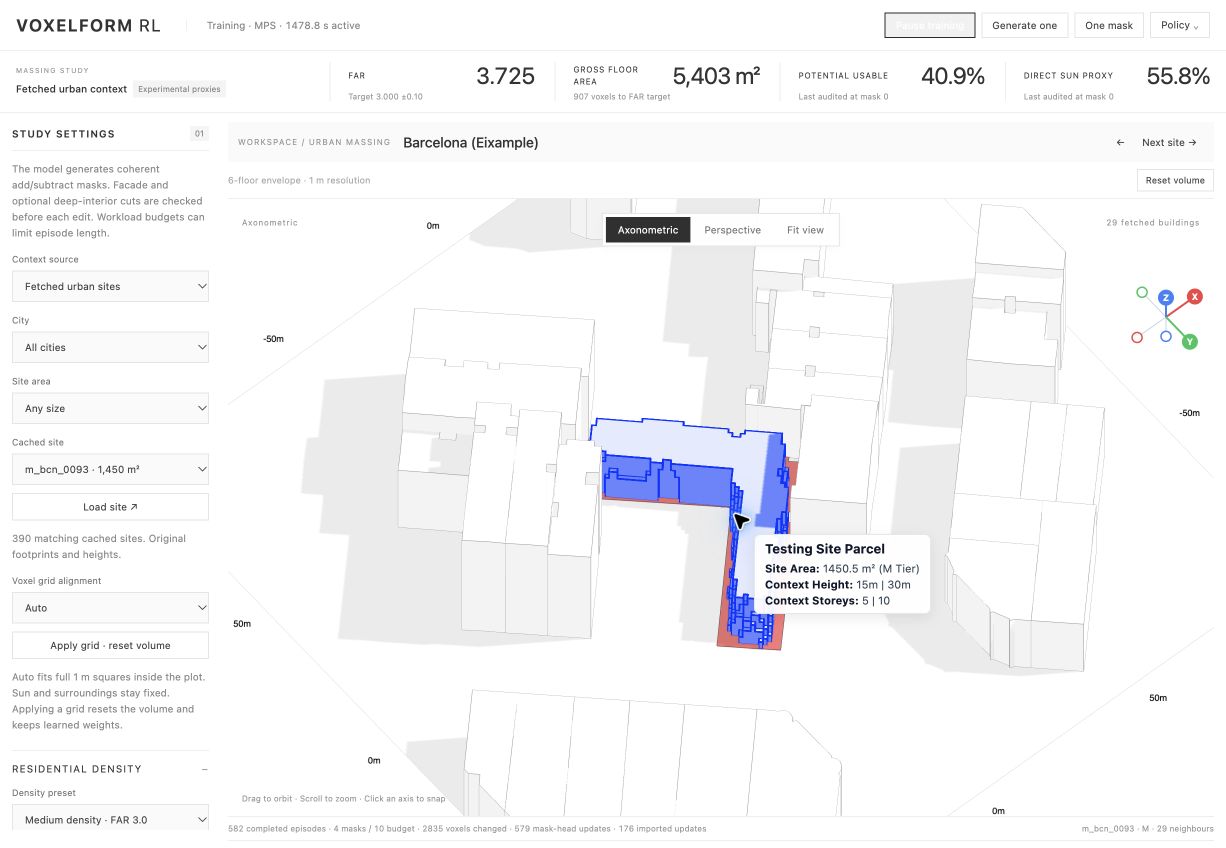 VOXELFORM RL
Training · MPS · 1478.8 s active
Pause training
Generate one
One mask
Policy
MASSING STUDY
Fetched urban context
Experimental proxies
FAR
3.725
Target 3.000 ±0.10
GROSS FLOOR
AREA
5,403 m²
907 voxels to FAR target
POTENTIAL USABLE
40.9%
Last audited at mask 0
DIRECT SUN PROXY
55.8%
Last audited at mask 0
STUDY SETTINGS
01
The model generates coherent
add/subtract masks. Facade and
optional deep-interior cuts are checked
before each edit. Workload budgets can
limit episode length.
Context source
Fetched urban sites
City
All cities
Site area
Any size
Cached site
m_bcn_0093 · 1,450 m²
Load site ↗
390 matching cached sites. Original
footprints and heights.
Voxel grid alignment
Auto
Apply grid · reset volume
Auto fits full 1 m squares inside the plot.
Sun and surroundings stay fixed.
Applying a grid resets the volume and
keeps learned weights.
RESIDENTIAL DENSITY
–
Density preset
Medium density · FAR 3.0
WORKSPACE / URBAN MASSING
Barcelona (Eixample)
←
Next site →
6-floor envelope · 1 m resolution
Reset volume
Axonometric
0m
Axonometric
Perspective
Fit view
29 fetched buildings
Z
X
Y
-50m
-50m
Testing Site Parcel
Site Area: 1450.5 m² (M Tier)
Context Height: 15m | 30m
Context Storeys: 5 | 10
50m
50m
0m
0m
Drag to orbit · Scroll to zoom · Click an axis to snap
582 completed episodes · 4 masks / 10 budget · 2835 voxels changed · 579 mask-head updates · 176 imported updates
m_bcn_0093 · M · 29 neighbours